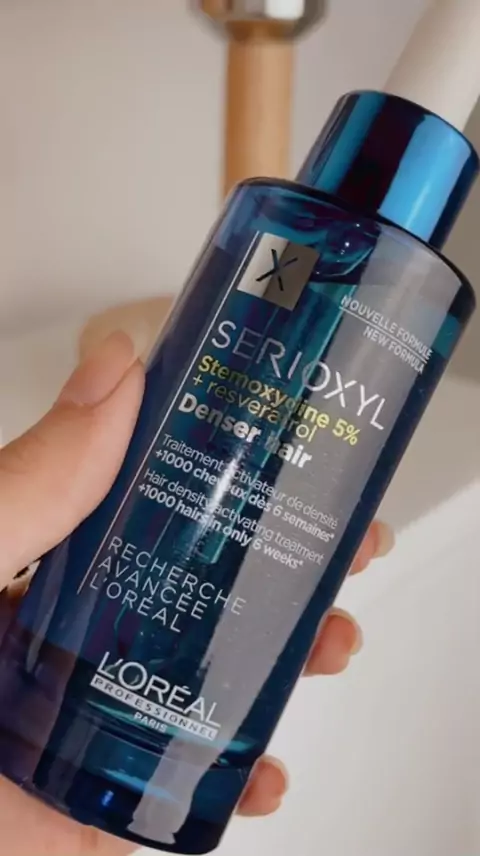 X
NOUVELLE FORMULE
NEW FORMULA
SERIOXYL
Stemoxydine 5%
+ resveratrol
Denser hair
Traitement activateur de densité
+1000 cheveux dès 6 semaines*
Hair density activating treatment
+1000 hairs in only 6 weeks*
RECHERCHE
AVANCÉE
L'ORÉAL
L'ORÉAL
PROFESSIONNEL
PARIS